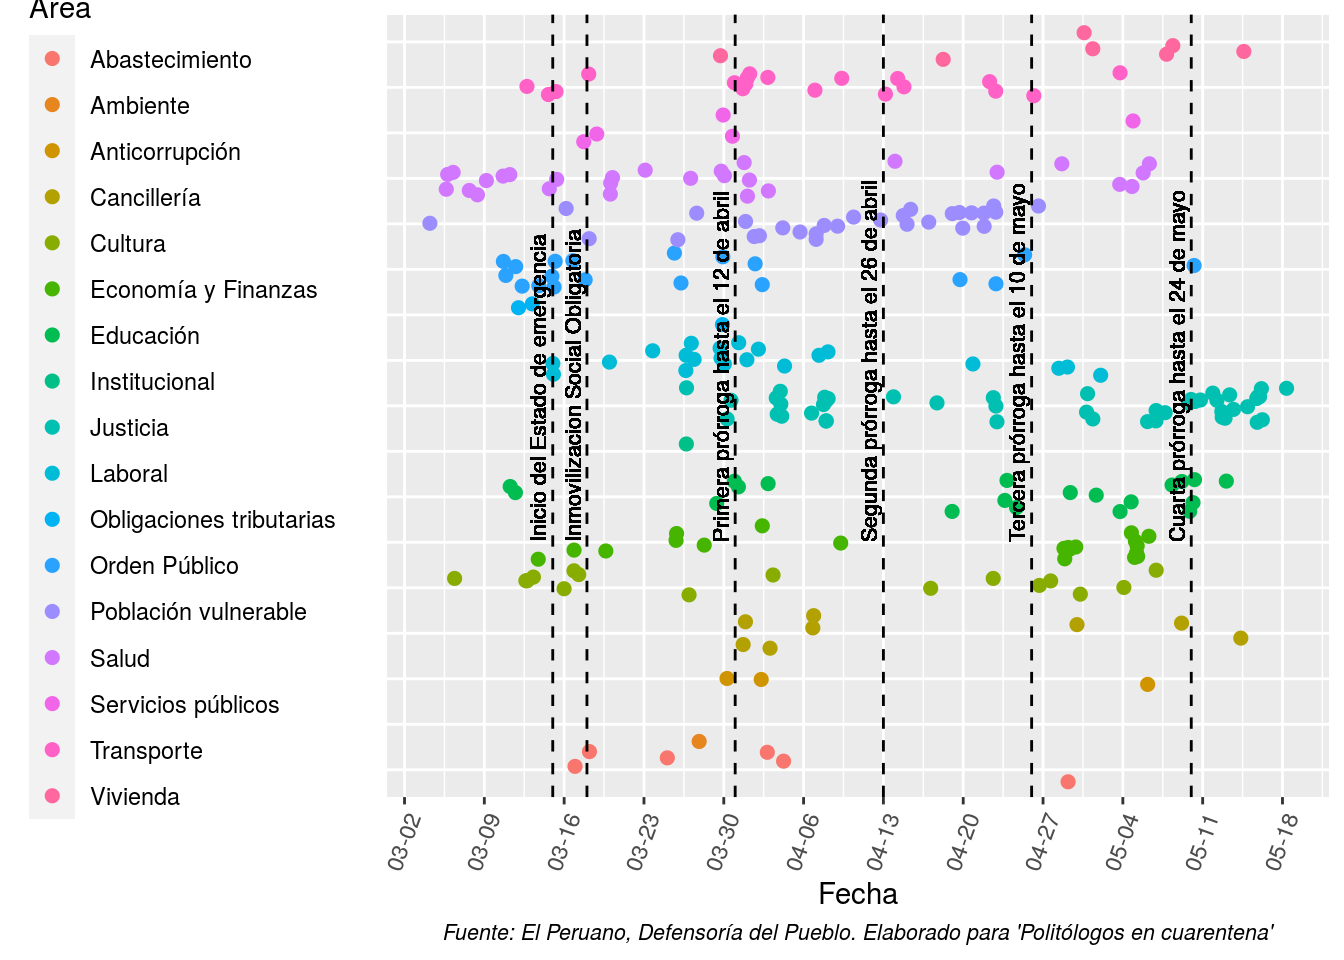 Área
Abastecimiento
Ambiente
Anticorrupción
Cancillería
Cultura
Economía y Finanzas
Educación
Institucional
Justicia
Laboral
Obligaciones tributarias
Orden Público
Población vulnerable
Salud
Servicios públicos
Transporte
Vivienda
Inicio del Estado de emergencia
Inmovilizacion Social Obligatoria
Primera prórroga hasta el 12 de abril
Segunda prórroga hasta el 26 de abril
Tercera prórroga hasta el 10 de mayo
Cuarta prórroga hasta el 24 de mayo
03-02
03-09
03-16
03-23
03-30
04-06
04-13
04-20
04-27
05-04
05-11
05-18
Fecha
Fuente: El Peruano, Defensoría del Pueblo. Elaborado para 'Politólogos en cuarentena'